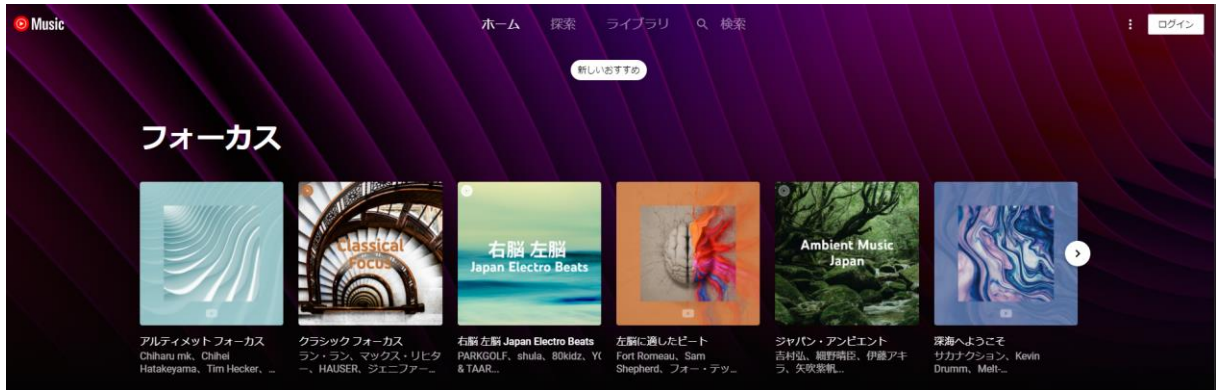 Music
ホーム
探索
ライブラリ
検索
ログイン
新しいおすすめ
フォーカス
Classical
Focus
右脳 左脳
Japan Electro Beats
Ambient Music
Japan
アルティメット フォーカス
Chiharu mk、Chihei
Hatakeyama、Tim Hecker、...
クラシック フォーカス
ラン・ラン、マックス・リヒタ
ー、HAUSER、ジェニファー...
右脳 左脳 Japan Electro Beats
PARKGOLF、shula、80kidz、YO
& TAAR...
左脳に適したビート
Fort Romeau、Sam
Shepherd、フォー・テッ...
ジャパン・アンビエント
吉村弘、細野晴臣、伊藤アキ
ラ、矢吹紫帆...
深海へようこそ
サカナクション、Kevin
Drumm、Melt-...